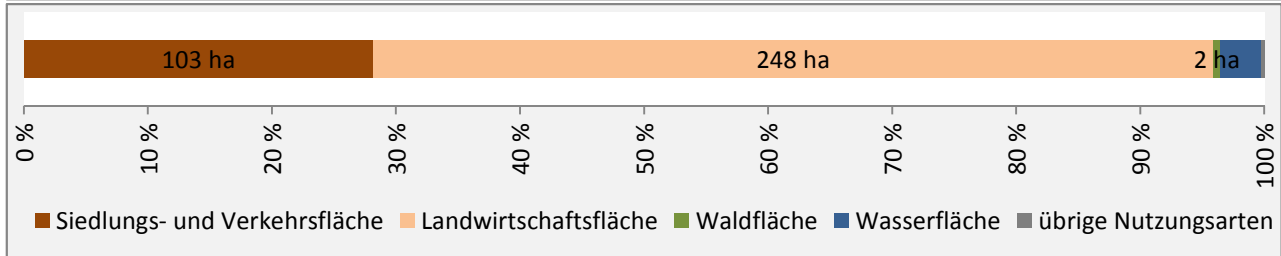 103 ha 248 ha 2 ha
0 % 10 % 20 % 30 % 40 % 50 % 60 % 70 % 80 % 90 % 100 %
Siedlungs- und Verkehrsfläche Landwirtschaftsfläche Waldfläche Wasserfläche übrige Nutzungsarten